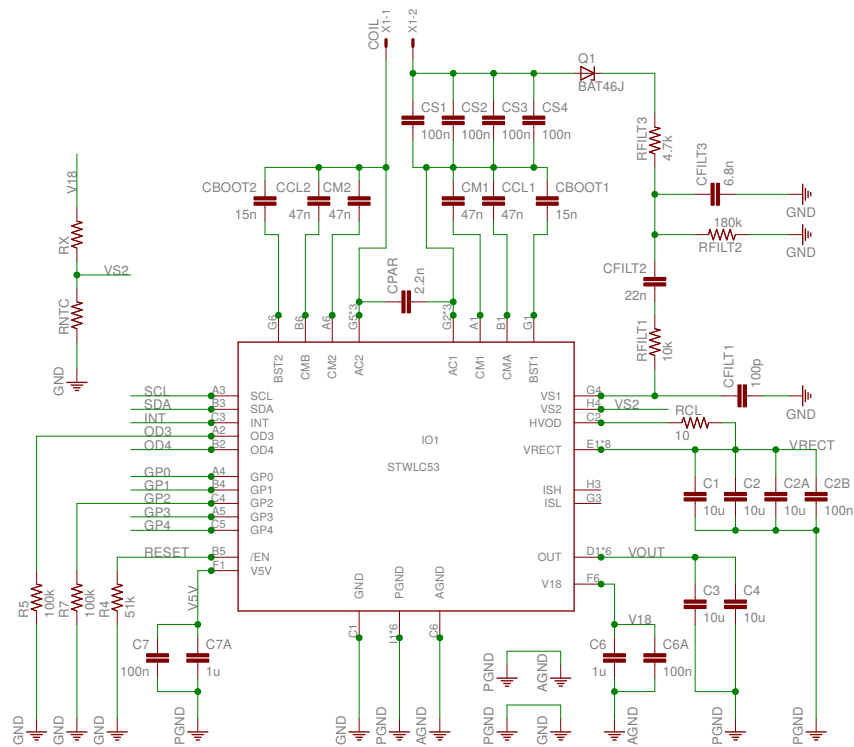 COIL
X1-1
X1-2
Q1
BAT46J
CS1
100n
CS2
100n
CS3
100n
CS4
100n
RFILT3
4.7k
CFILT3
6.8n
GND
180k
RFILT2
GND
CFILT2
22n
RFILT1
10k
CFILT1
100p
GND
V18
RX
VS2
RNTC
GND
CBOOT2
15n
CCL2
47n
CM2
47n
CM1
47n
CCL1
47n
CBOOT1
15n
CPAR
2.2n
G6
B6
A6
G5*3
G2*3
A1
B1
G1
BST2
CMB
CM2
AC2
AC1
CM1
CMA
BST1
IO1
STWLC53
SCL A3 SCL
SDA B3 SDA
INT C3 INT
OD3 A2 OD3
OD4 B2 OD4
GP0 A4 GP0
GP1 B4 GP1
GP2 C4 GP2
GP3 A5 GP3
GP4 C5 GP4
RESET B5 /EN
F1 V5V
V5V
VS1 G4
VS2 H4 VS2
HVOD C2
RCL
10
VRECT E1*8 VRECT
ISH H3
ISL G3
OUT D1*6 VOUT
V18 F6
V18
C1
10u
C2
10u
C2A
10u
C2B
100n
C3
10u
C4
10u
C6
1u
C6A
100n
R5
100k
R7
100k
R4
51k
C7
100n
C7A
1u
GND
PGND
AGND
C1
I1*6
C6
PGND
AGND
GND
GND
GND
PGND
GND
PGND
AGND
PGND
GND
AGND
PGND
PGND